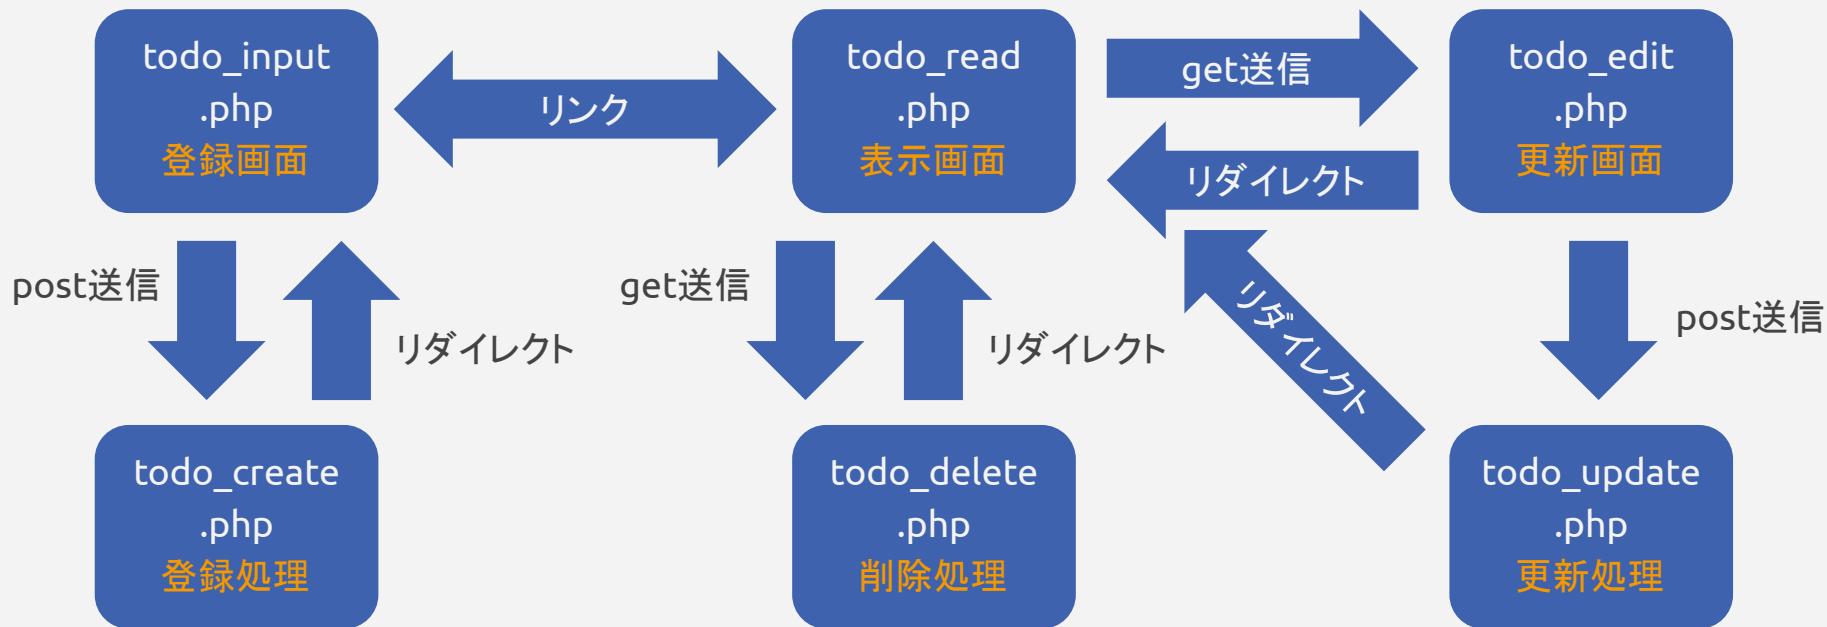 todo_input
.php
登録画面
リンク
todo_read
.php
表示画面
get送信
リダイレクト
todo_edit
.php
更新画面
post送信
リダイレクト
get送信
リダイレクト
リダイレクト
post送信
todo_create
.php
登録処理
todo_delete
.php
削除処理
todo_update
.php
更新処理